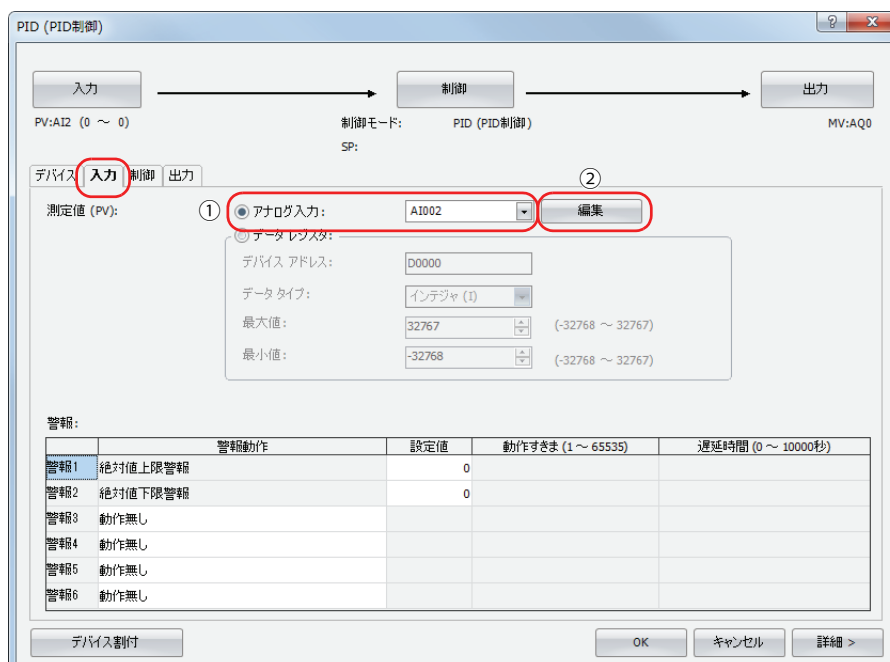 PID (PID制御)
入力 制御 出力
PV:AI2 (0 ～ 0) 制御モード: PID (PID制御) MV:AQ0
SP:
デバイス 入力 制御 出力
②
測定値 (PV): ① アナログ入力: AI002 編集
データ レジスタ:
デバイス アドレス: D0000
データ タイプ: インテジャ (I)
最大値: 32767 (-32768 ～ 32767)
最小値: -32768 (-32768 ～ 32767)
警報:
警報動作 設定値 動作すきま (1 ～ 65535) 遅延時間 (0 ～ 10000秒)
警報1 絶対値上限警報 0
警報2 絶対値下限警報 0
警報3 動作無し
警報4 動作無し
警報5 動作無し
警報6 動作無し
デバイス割付 OK キャンセル 詳細 >